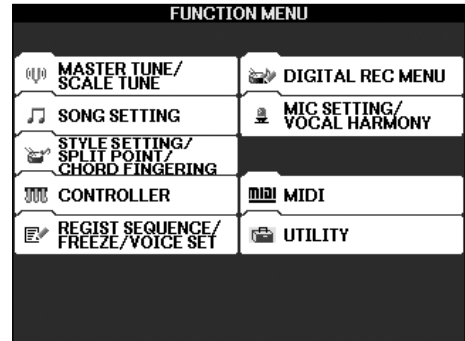 FUNCTION MENU
MASTER TUNE/
SCALE TUNE
SONG SETTING
STYLE SETTING/
SPLIT POINT/
CHORD FINGERING
CONTROLLER
REGIST SEQUENCE/
FREEZE/VOICE SET
DIGITAL REC MENU
MIC SETTING/
VOCAL HARMONY
MIDI MIDI
UTILITY